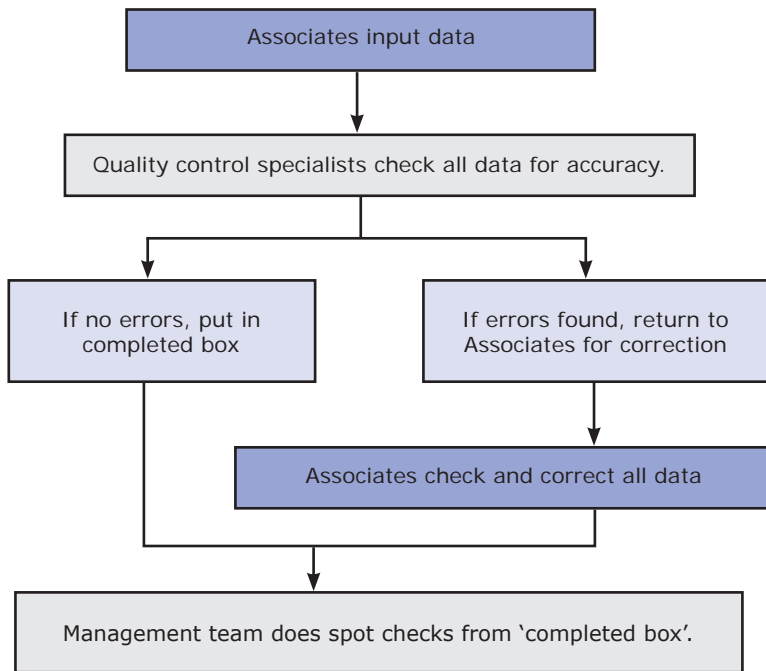 Associates input data
Quality control specialists check all data for accuracy.
If no errors, put in
completed box
If errors found, return to
Associates for correction
Associates check and correct all data
Management team does spot checks from ‘completed box’.